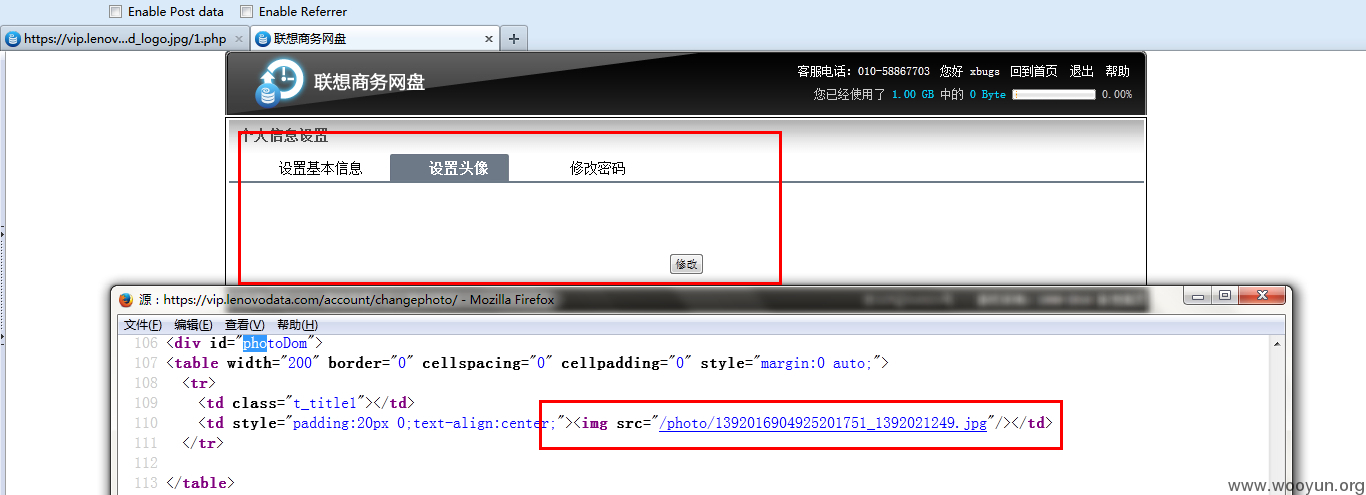 Enable Post data Enable Referrer
https://vip.lenov...d_logo.jpg/1.php 联想商务网盘
联想商务网盘
客服电话：010-58867703 您好 xbugs 回到首页 退出 帮助
您已经使用了 1.00 GB 中的 0 Byte 0.00%
个人信息设置
设置基本信息 设置头像 修改密码
修改
源：https://vip.lenovodata.com/account/changephoto/ - Mozilla Firefox
文件(F) 编辑(E) 查看(V) 帮助(H)
106 <div id="photoDom">
107 <table width="200" border="0" cellspacing="0" cellpadding="0" style="margin:0 auto;">
108 <tr>
109 <td class="t_title1"></td>
110 <td style="padding:20px 0;text-align:center;"><img src="/photo/1392016904925201751_1392021249.jpg"/></td>
111 </tr>
112
113 </table>
www.wooyun.org